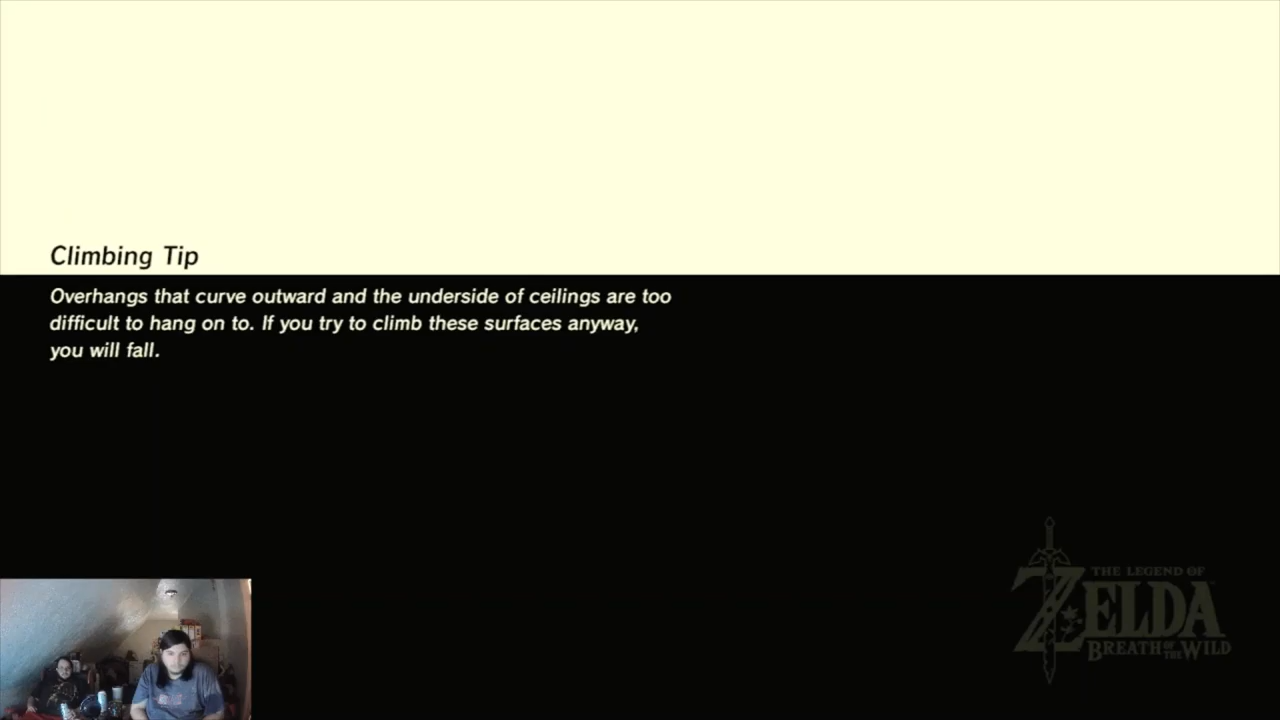 Climbing Tip
Overhangs that curve outward and the underside of ceilings are too
difficult to hang on to. If you try to climb these surfaces anyway,
you will fall.
THE LEGEND OF
ZELDA
BREATH OF THE WILD